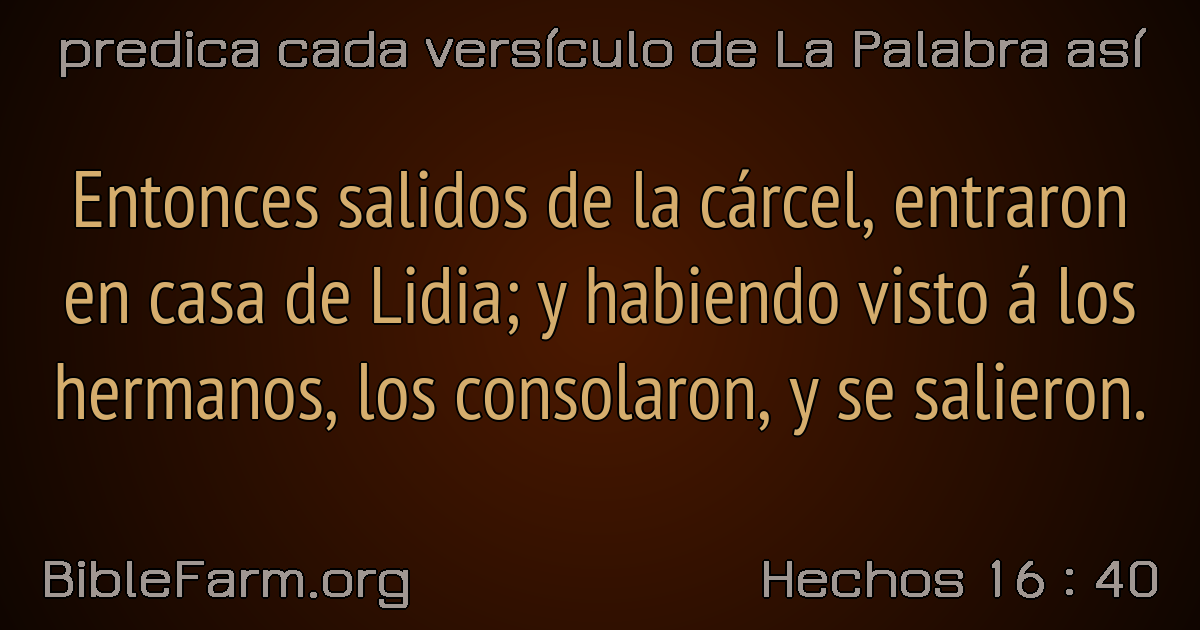 predica cada versículo de La Palabra así
Entonces salidos de la cárcel, entraron
en casa de Lidia; y habiendo visto á los
hermanos, los consolaron, y se salieron.
BibleFarm.org
Hechos 16 : 40